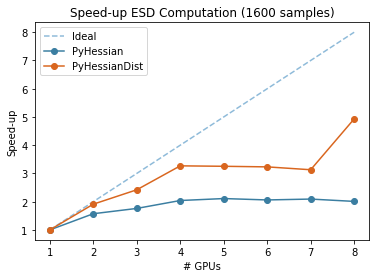 Speed-up ESD Computation (1600 samples)
Ideal
PyHessian
PyHessianDist
Speed-up
8
7
6
5
4
3
2
1
1 2 3 4 5 6 7 8
# GPUs